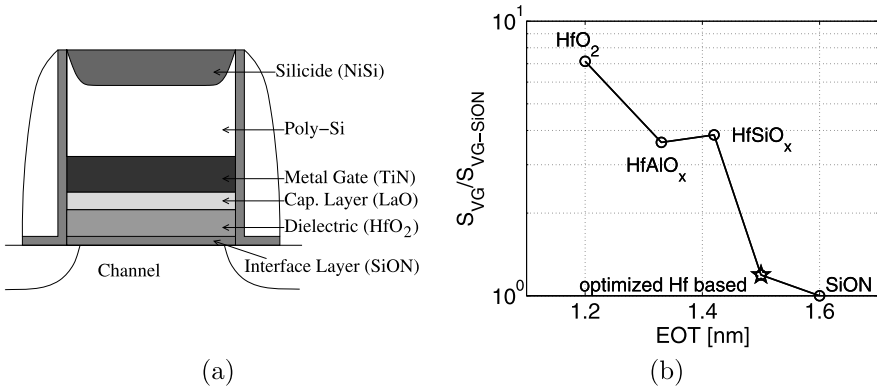 Silicide (NiSi)
Poly-Si
Metal Gate (TiN)
Cap. Layer (LaO)
Dielectric (HfO2)
Interface Layer (SiON)
Channel
(a)
10^1
HfO2
HfAlOx
HfSiOx
optimized Hf based
SiON
10^0
1.2 1.4 1.6
EOT [nm]
S_VG/S_VG-SiON
(b)